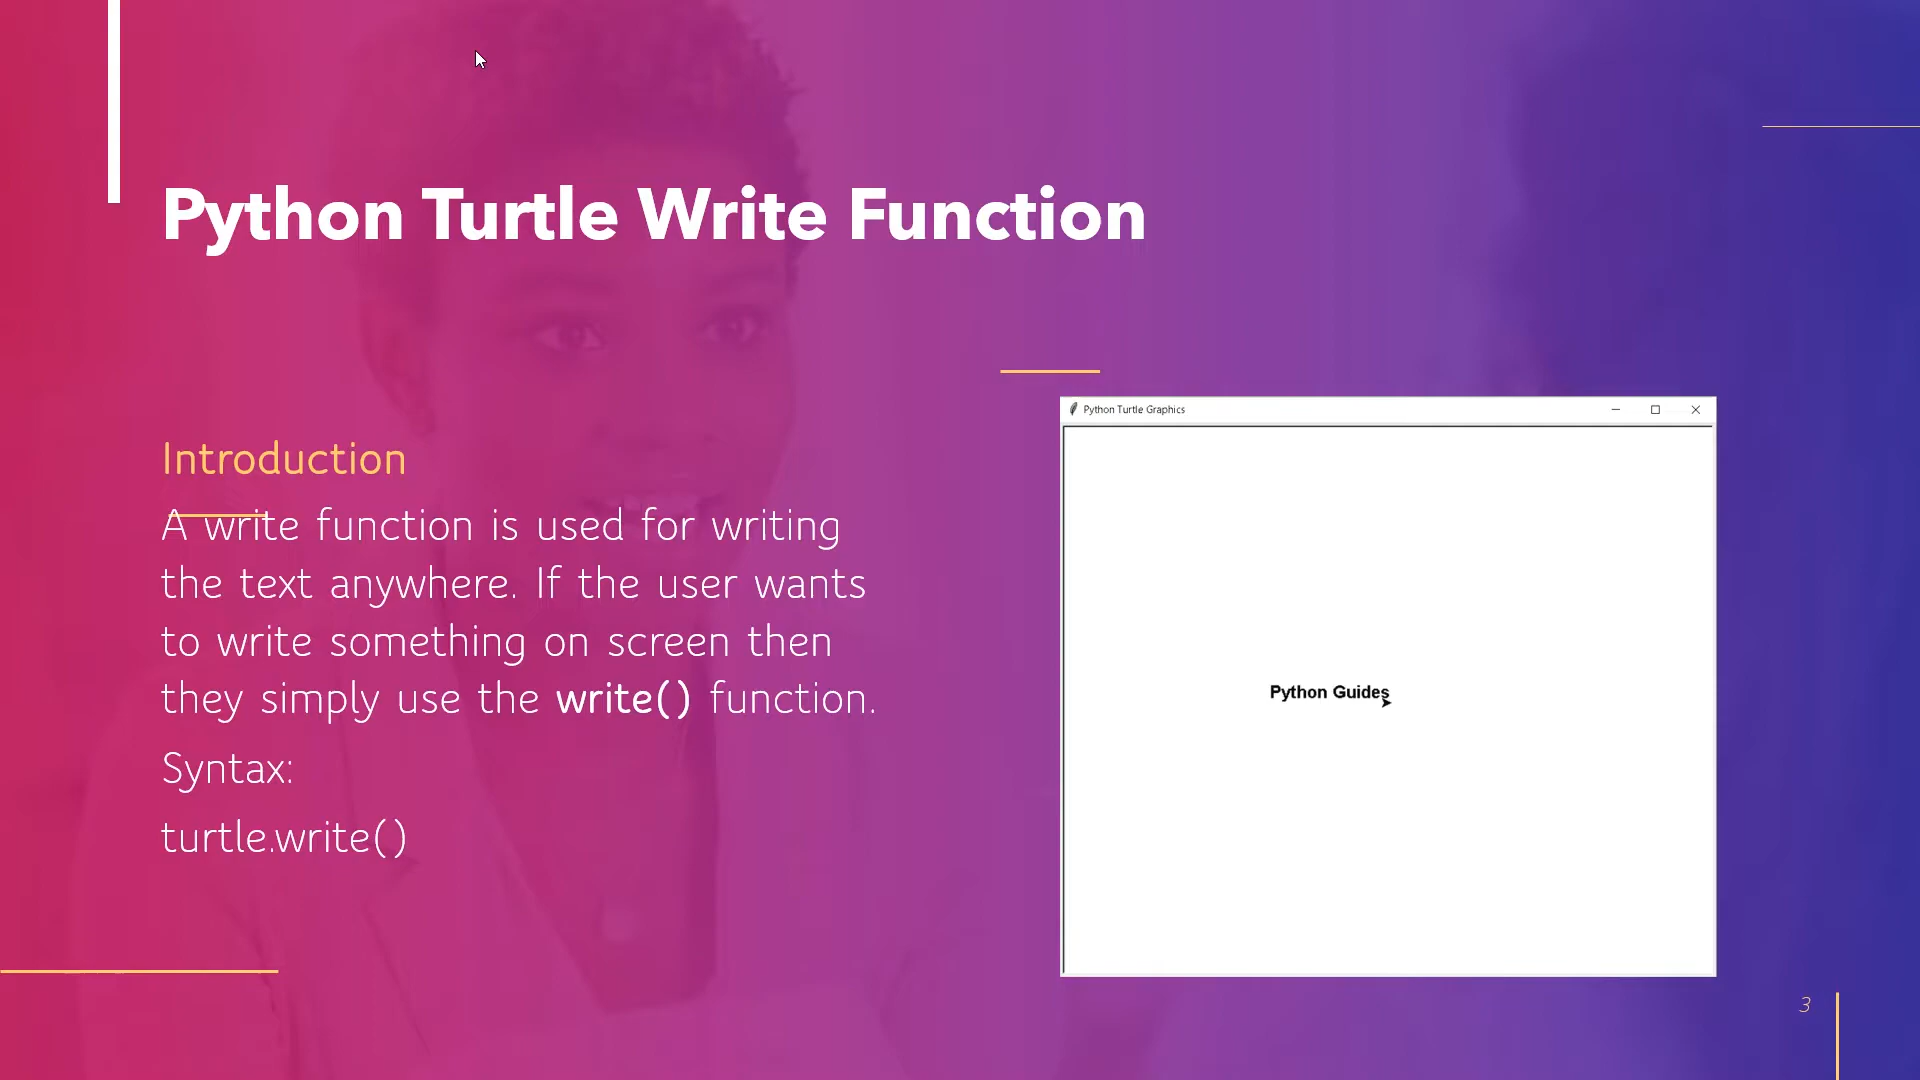 Python Turtle Write Function
Introduction
A write function is used for writing
the text anywhere. If the user wants
to write something on screen then
they simply use the write() function.
Syntax:
turtle.write()
Python Turtle Graphics
Python Guides
3